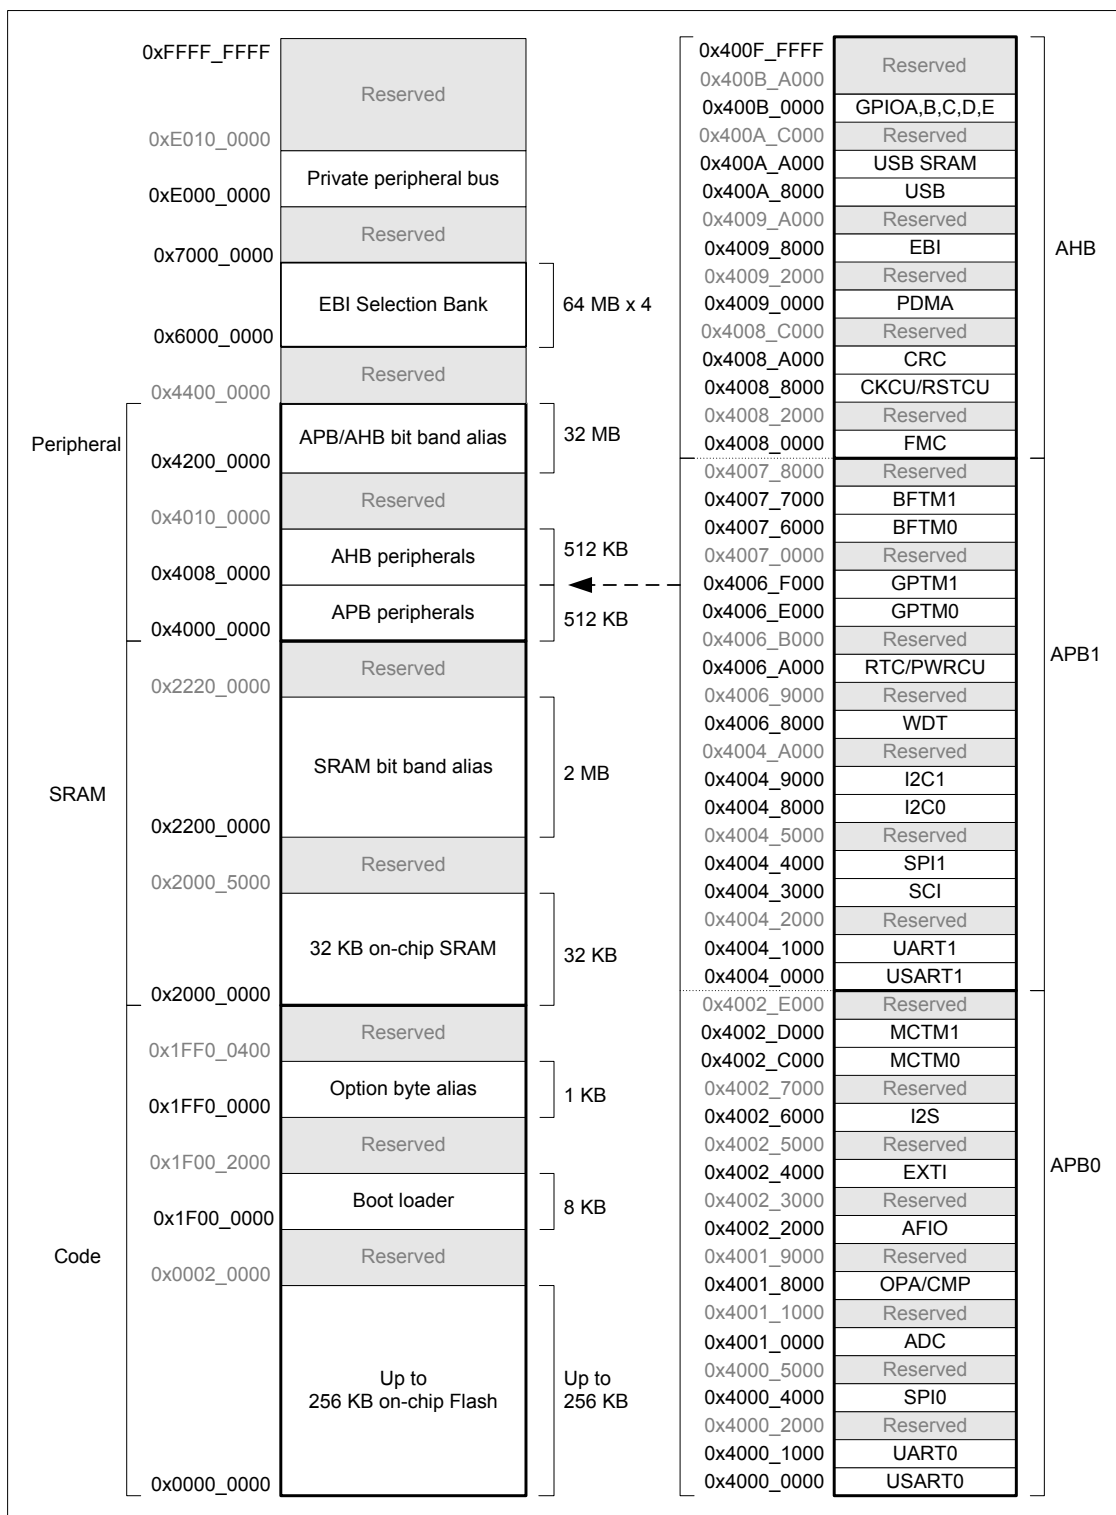 0xFFFF_FFFF
Reserved
0xE010_0000
Private peripheral bus
0xE000_0000
Reserved
0x7000_0000
EBI Selection Bank
64 MB x 4
0x6000_0000
Reserved
0x4400_0000
Peripheral
APB/AHB bit band alias
32 MB
0x4200_0000
Reserved
0x4010_0000
AHB peripherals
512 KB
0x4008_0000
APB peripherals
512 KB
0x4000_0000
Reserved
0x2220_0000
SRAM
SRAM bit band alias
2 MB
0x2200_0000
Reserved
0x2000_5000
32 KB on-chip SRAM
32 KB
0x2000_0000
Reserved
0x1FF0_0400
Option byte alias
1 KB
0x1FF0_0000
Reserved
0x1F00_2000
Boot loader
8 KB
0x1F00_0000
Code
Reserved
0x0002_0000
Up to
256 KB on-chip Flash
Up to
256 KB
0x0000_0000
0x400F_FFFF
Reserved
0x400B_A000
0x400B_0000 GPIOA,B,C,D,E
0x400A_C000 Reserved
0x400A_A000 USB SRAM
0x400A_8000 USB
0x4009_A000 Reserved
0x4009_8000 EBI
AHB
0x4009_2000 Reserved
0x4009_0000 PDMA
0x4008_C000 Reserved
0x4008_A000 CRC
0x4008_8000 CKCU/RSTCU
0x4008_2000 Reserved
0x4008_0000 FMC
0x4007_8000 Reserved
0x4007_7000 BFTM1
0x4007_6000 BFTM0
0x4007_0000 Reserved
0x4006_F000 GPTM1
0x4006_E000 GPTM0
0x4006_B000 Reserved
APB1
0x4006_A000 RTC/PWRCU
0x4006_9000 Reserved
0x4006_8000 WDT
0x4004_A000 Reserved
0x4004_9000 I2C1
0x4004_8000 I2C0
0x4004_5000 Reserved
0x4004_4000 SPI1
0x4004_3000 SCI
0x4004_2000 Reserved
0x4004_1000 UART1
0x4004_0000 USART1
0x4002_E000 Reserved
0x4002_D000 MCTM1
0x4002_C000 MCTM0
0x4002_7000 Reserved
0x4002_6000 I2S
0x4002_5000 Reserved
0x4002_4000 EXTI
APB0
0x4002_3000 Reserved
0x4002_2000 AFIO
0x4001_9000 Reserved
0x4001_8000 OPA/CMP
0x4001_1000 Reserved
0x4001_0000 ADC
0x4000_5000 Reserved
0x4000_4000 SPI0
0x4000_2000 Reserved
0x4000_1000 UART0
0x4000_0000 USART0